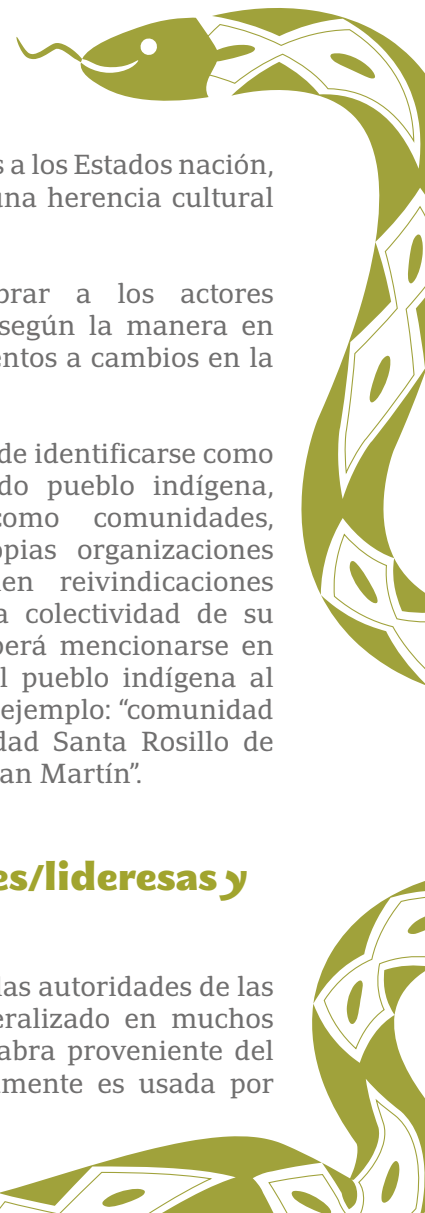 s a los Estados nación,
una herencia cultural
brar a los actores
según la manera en
entos a cambios en la
de identificarse como
do pueblo indígena,
como comunidades,
opias organizaciones
en reivindicaciones
a colectividad de su
berá mencionarse en
l pueblo indígena al
ejemplo: “comunidad
dad Santa Rosillo de
an Martín”.
es/lideresas y
las autoridades de las
eralizado en muchos
abra proveniente del
lmente es usada por